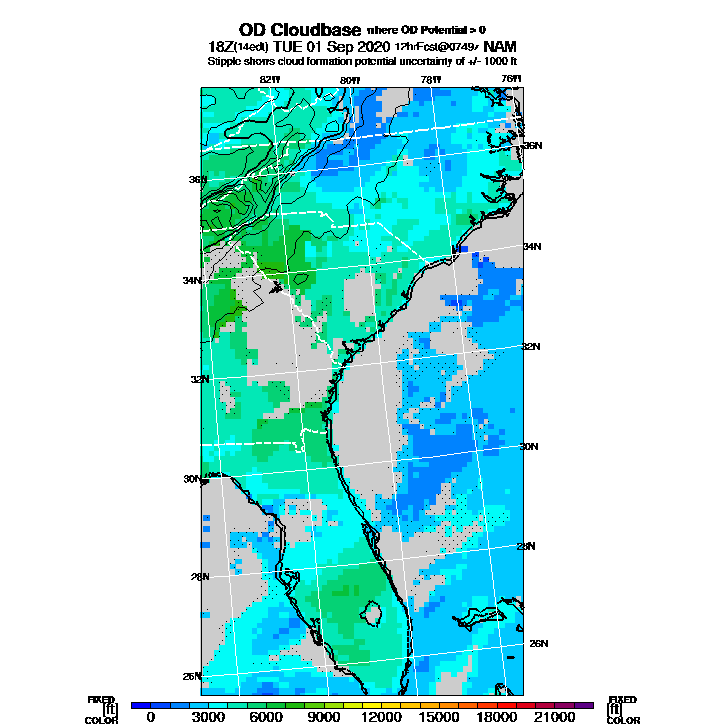 OD Cloudbase where OD Potential > 0
18Z(14edt) TUE 01 Sep 2020 12hrFcst@0749z NAM
Stipple shows cloud formation potential uncertainty of +/- 1000 ft
82W 80W 78W 76W
36N
36N
34N
34N
32N
32N
30N
30N
28N
28N
26N
26N
FIXED FIXED
[ft] [ft]
COLOR 0 3000 6000 9000 12000 15000 18000 21000 COLOR